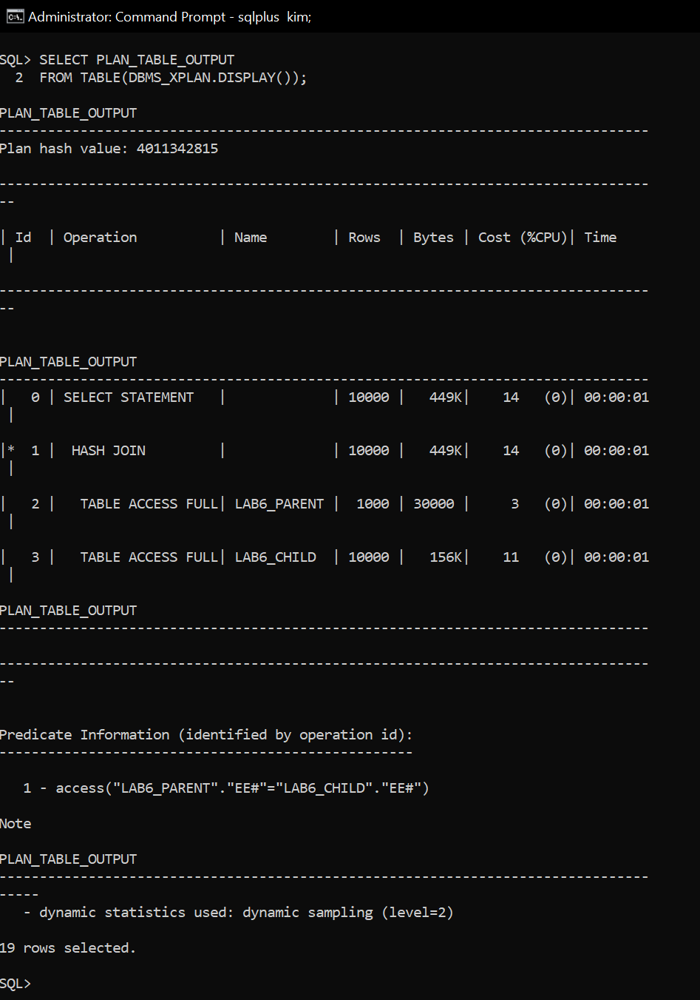 Administrator: Command Prompt - sqlplus  kim;
SQL> SELECT PLAN_TABLE_OUTPUT
  2  FROM TABLE(DBMS_XPLAN.DISPLAY());
PLAN_TABLE_OUTPUT
--------------------------------------------------------------------------------
Plan hash value: 4011342815
--------------------------------------------------------------------------------
--
| Id  | Operation          | Name        | Rows  | Bytes | Cost (%CPU)| Time
 |
--------------------------------------------------------------------------------
--
PLAN_TABLE_OUTPUT
--------------------------------------------------------------------------------
|   0 | SELECT STATEMENT   |             | 10000 |   449K|    14   (0)| 00:00:01
 |
|*  1 |  HASH JOIN         |             | 10000 |   449K|    14   (0)| 00:00:01
 |
|   2 |   TABLE ACCESS FULL| LAB6_PARENT |  1000 | 30000 |     3   (0)| 00:00:01
 |
|   3 |   TABLE ACCESS FULL| LAB6_CHILD  | 10000 |   156K|    11   (0)| 00:00:01
 |
PLAN_TABLE_OUTPUT
--------------------------------------------------------------------------------
--------------------------------------------------------------------------------
--
Predicate Information (identified by operation id):
---------------------------------------------------
   1 - access("LAB6_PARENT"."EE#"="LAB6_CHILD"."EE#")
Note
PLAN_TABLE_OUTPUT
--------------------------------------------------------------------------------
-----
   - dynamic statistics used: dynamic sampling (level=2)
19 rows selected.
SQL>